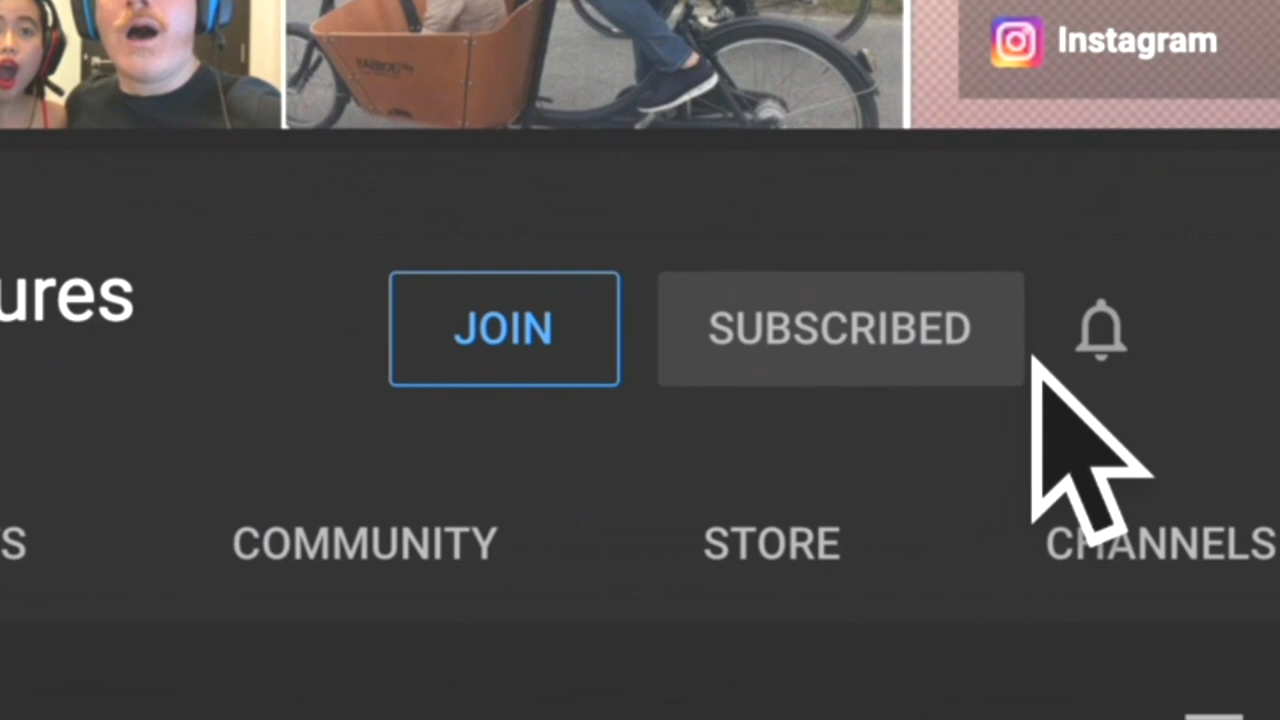 Instagram
ures
JOIN
SUBSCRIBED
S
COMMUNITY
STORE
CHANNELS